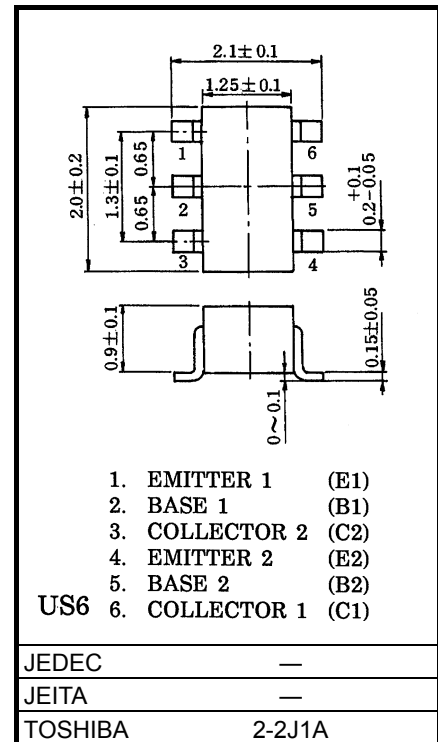 2.1±0.1
1.25±0.1
2.0±0.2
1.3±0.1
0.65
0.65
1
2
3
6
5
4
+0.1
0.2-0.05
0.9±0.1
0.15±0.05
0~0.1
1. EMITTER 1 (E1)
2. BASE 1 (B1)
3. COLLECTOR 2 (C2)
4. EMITTER 2 (E2)
5. BASE 2 (B2)
US6 6. COLLECTOR 1 (C1)
JEDEC —
JEITA —
TOSHIBA 2-2J1A